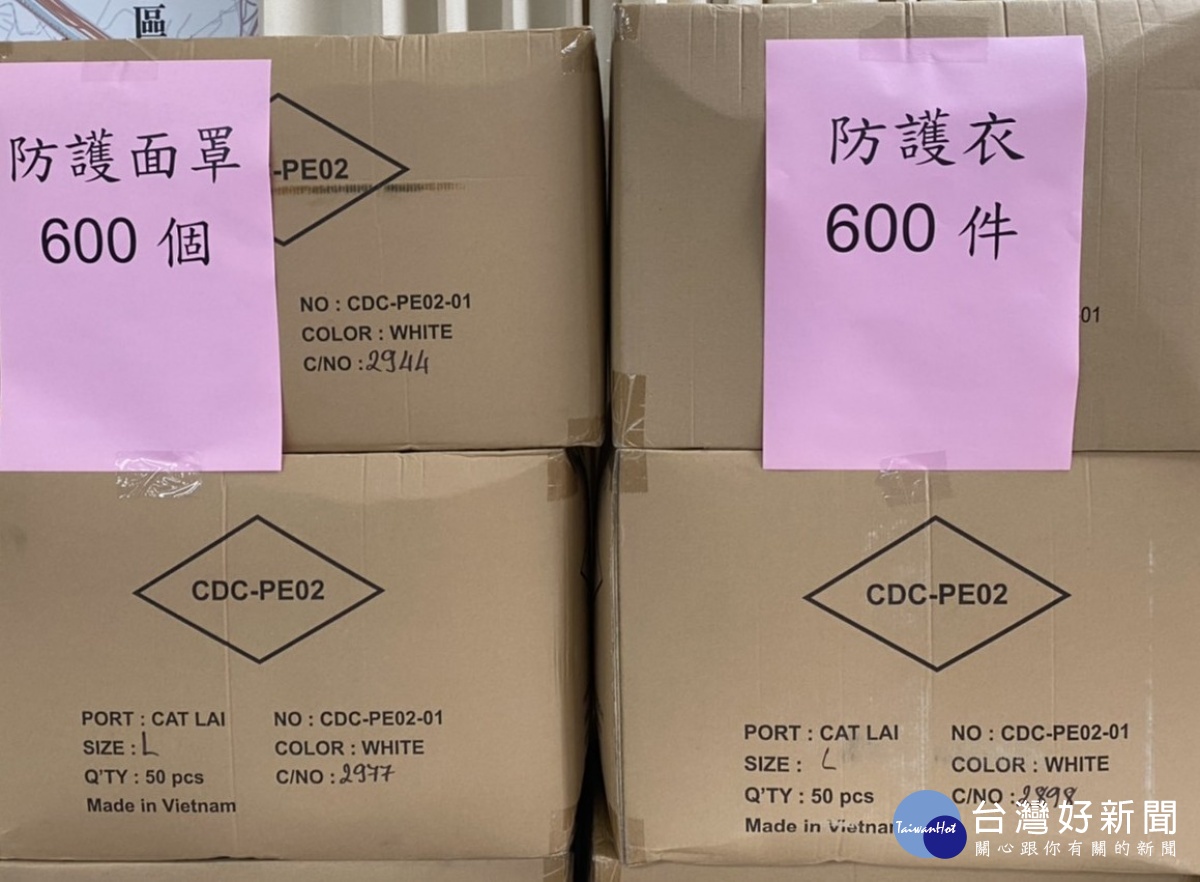 區
防護面罩
600 個
-PE02
NO : CDC-PE02-01
COLOR : WHITE
C/NO : 2944
防護衣
600 件
-01
CDC-PE02
PORT : CAT LAI
NO : CDC-PE02-01
SIZE : L
COLOR : WHITE
Q'TY : 50 pcs
C/NO : 2977
Made in Vietnam
CDC-PE02
PORT : CAT LAI
NO : CDC-PE02-01
SIZE : L
COLOR : WHITE
Q'TY : 50 pcs
C/NO : 2898
Made in Vietnam
TaiwanHot
台灣好新聞
關心跟你有關的新聞